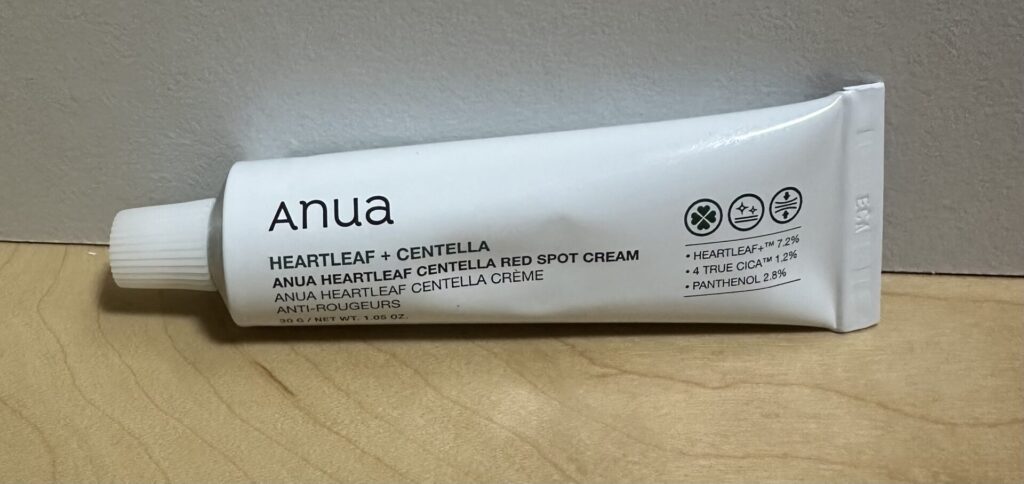 Anua
HEARTLEAF + CENTELLA
ANUA HEARTLEAF CENTELLA RED SPOT CREAM
ANUA HEARTLEAF CENTELLA CRÈME
ANTI-ROUGEURS
30 G / NET WT. 1.05 OZ.
• HEARTLEAF+™ 7.2%
• 4 TRUE CICA™ 1.2%
• PANTHENOL 2.8%